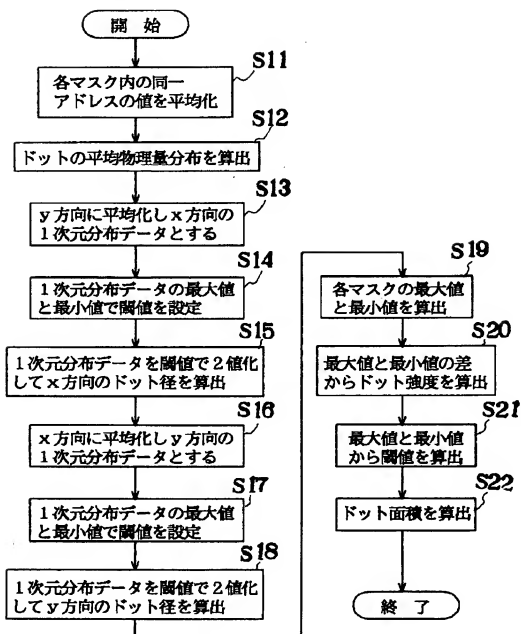 開 始
S11
各マスク内の同一
アドレスの値を平均化
S12
ドットの平均物理量分布を算出
S13
y方向に平均化しx方向の
1次元分布データとする
S14
1次元分布データの最大値
と最小値で閾値を設定
S15
1次元分布データを閾値で2値化
してx方向のドット径を算出
S16
x方向に平均化しy方向の
1次元分布データとする
S17
1次元分布データの最大値
と最小値で閾値を設定
S18
1次元分布データを閾値で2値化
してy方向のドット径を算出
S19
各マスクの最大値
と最小値を算出
S20
最大値と最小値の差
からドット強度を算出
S21
最大値と最小値
から閾値を算出
S22
ドット面積を算出
終 了